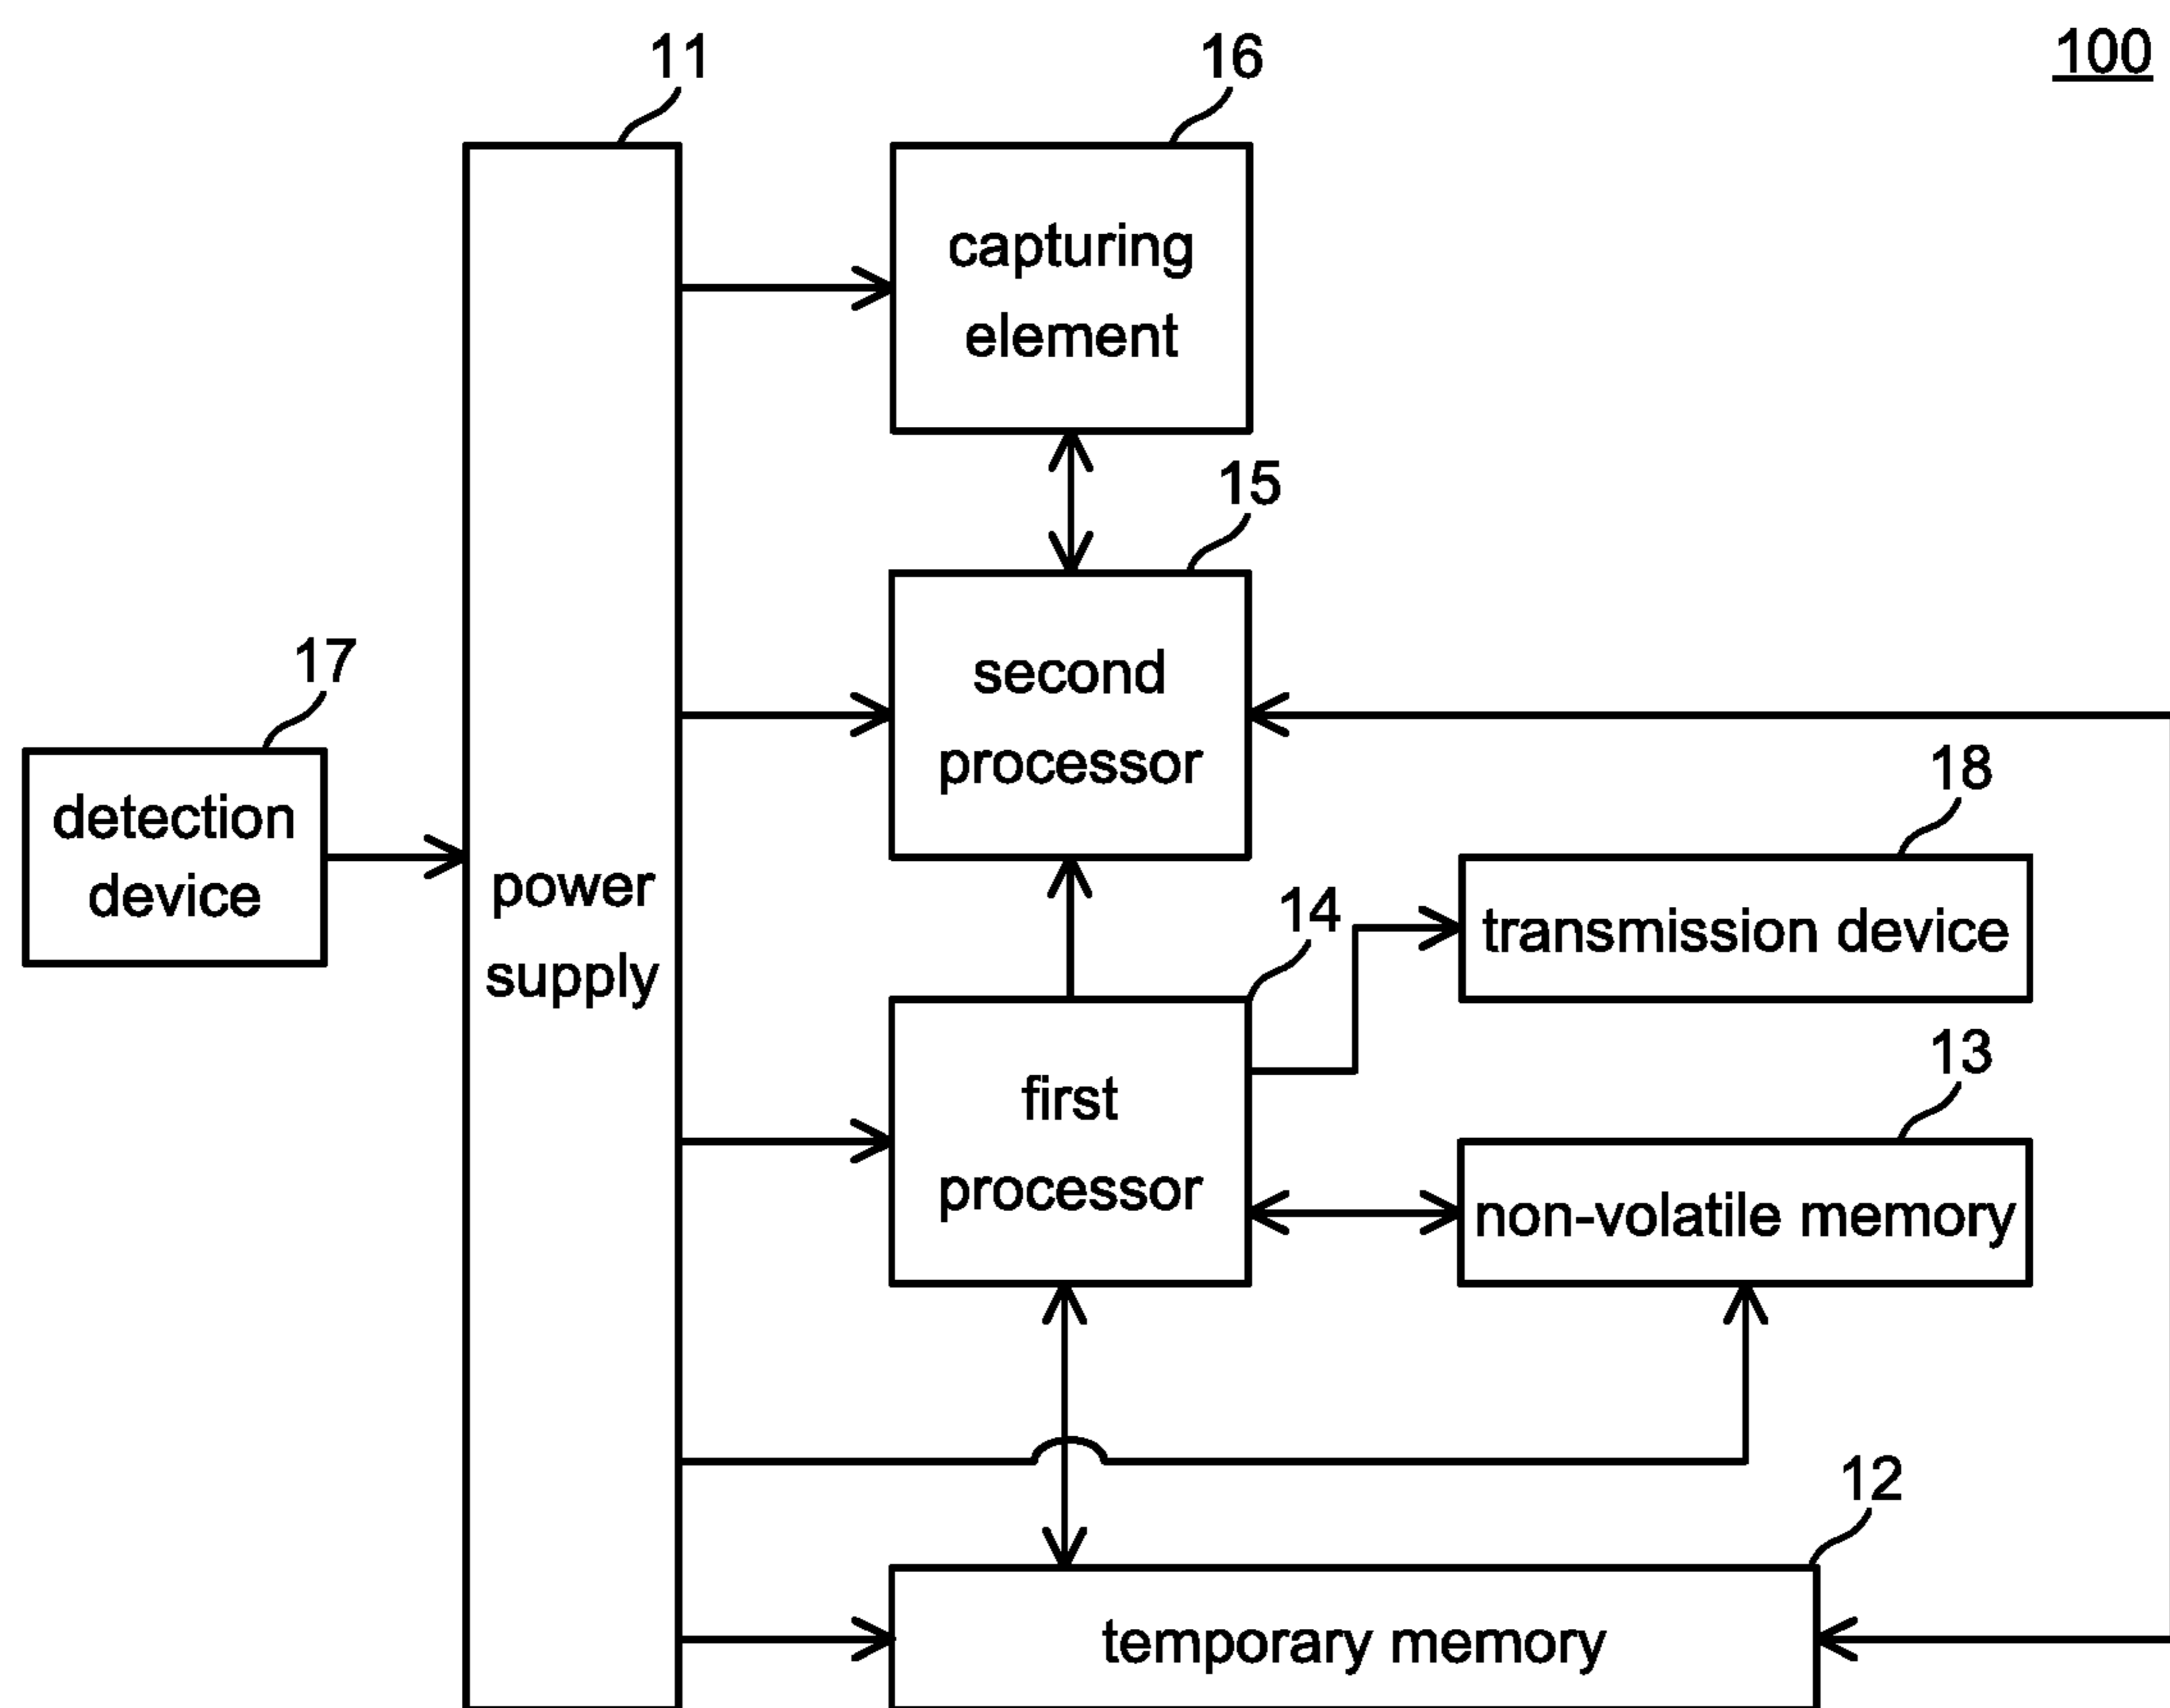 100
11
16
capturing
element
15
second
processor
17
detection
device
power
supply
18
transmission device
14
first
processor
13
non-volatile memory
12
temporary memory